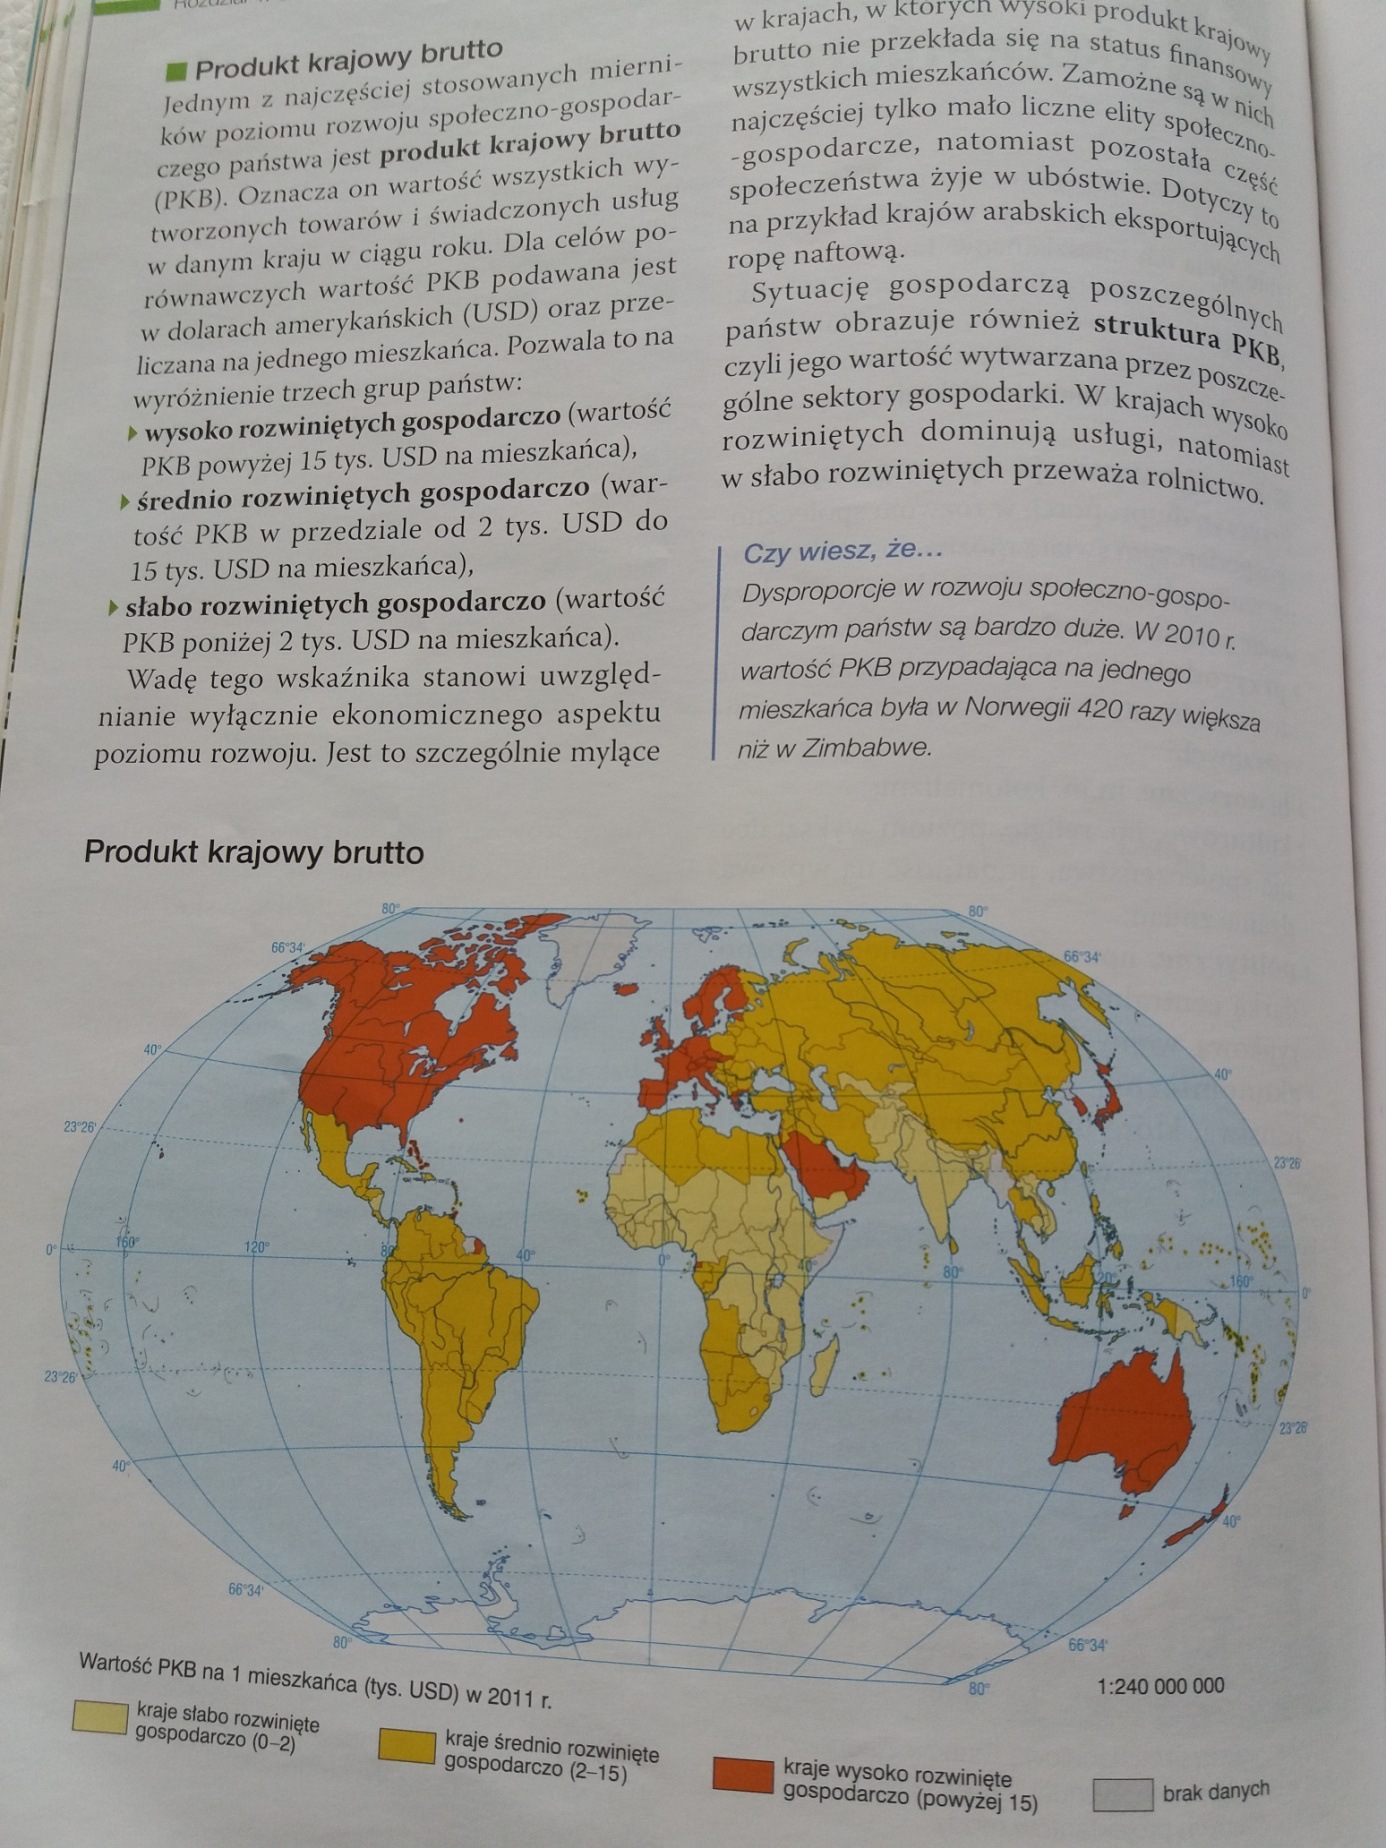 ■ Produkt krajowy brutto
Jednym z najczęściej stosowanych mierni-
ków poziomu rozwoju społeczno-gospodar-
czego państwa jest produkt krajowy brutto
(PKB). Oznacza on wartość wszystkich wy-
tworzonych towarów i świadczonych usług
w danym kraju w ciągu roku. Dla celów po-
równawczych wartość PKB podawana jest
w dolarach amerykańskich (USD) oraz prze-
liczana na jednego mieszkańca. Pozwala to na
wyróżnienie trzech grup państw:
wysoko rozwiniętych gospodarczo (wartość
PKB powyżej 15 tys. USD na mieszkańca),
średnio rozwiniętych gospodarczo (war-
tość PKB w przedziale od 2 tys. USD do
15 tys. USD na mieszkańca),
słabo rozwiniętych gospodarczo (wartość
PKB poniżej 2 tys. USD na mieszkańca).
Wadę tego wskaźnika stanowi uwzględ-
nianie wyłącznie ekonomicznego aspektu
poziomu rozwoju. Jest to szczególnie mylące
w krajach, w których wysoki produkt krajowy
brutto nie przekłada się na status finansowy
wszystkich mieszkańców. Zamożne są w nich
najczęściej tylko mało liczne elity społeczno-
-gospodarcze, natomiast pozostała część
społeczeństwa żyje w ubóstwie. Dotyczy to
na przykład krajów arabskich eksportujących
ropę naftową.
Sytuację gospodarczą poszczególnych
państw obrazuje również struktura PKB,
czyli jego wartość wytwarzana przez poszcze-
gólne sektory gospodarki. W krajach wysoko
rozwiniętych dominują usługi, natomiast
w słabo rozwiniętych przeważa rolnictwo.
Czy wiesz, że...
Dysproporcje w rozwoju społeczno-gospo-
darczym państw są bardzo duże. W 2010 r.
wartość PKB przypadająca na jednego
mieszkańca była w Norwegii 420 razy większa
niż w Zimbabwe.
Produkt krajowy brutto
80° 80°
66°34' 66°34'
40° 40°
23°26' 23°26'
0° 160° 120° 80° 40° 0° 40° 80° 120° 160° 0°
23°26' 23°26'
40° 40°
66°34' 66°34'
80° 80°
1:240 000 000
Wartość PKB na 1 mieszkańca (tys. USD) w 2011 r.
kraje słabo rozwinięte
gospodarczo (0–2)
kraje średnio rozwinięte
gospodarczo (2–15)
kraje wysoko rozwinięte
gospodarczo (powyżej 15)
brak danych